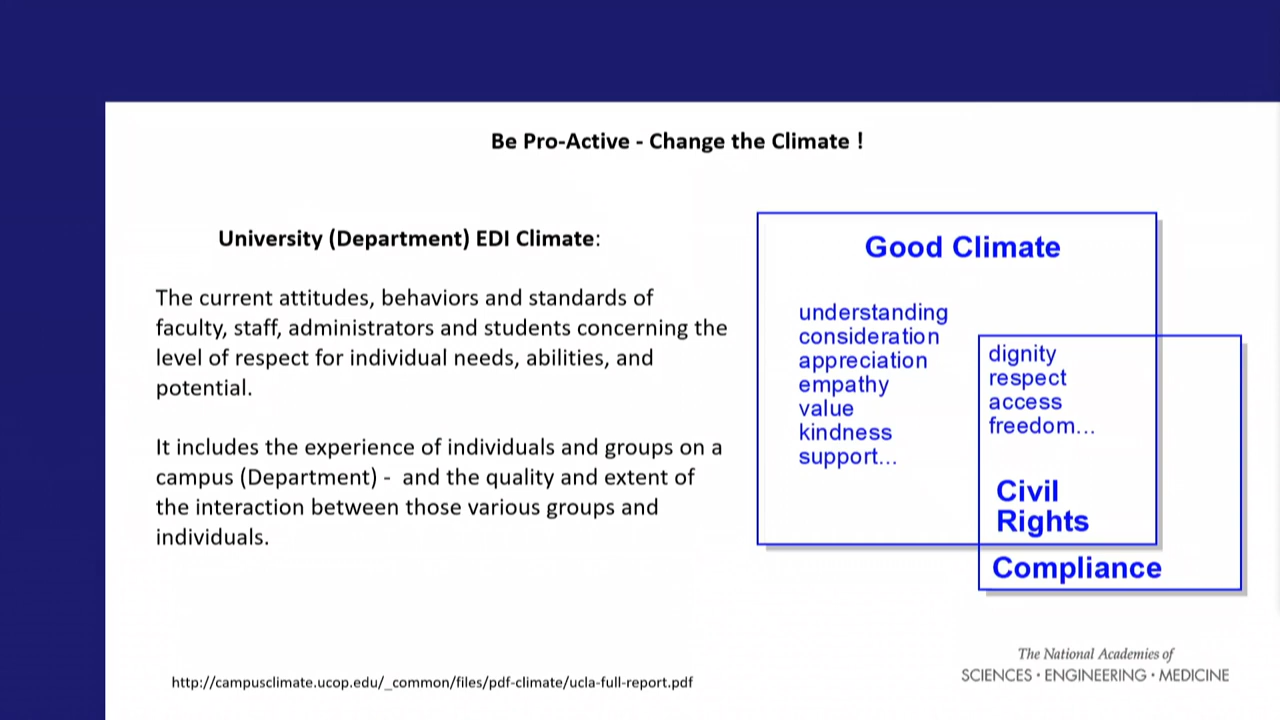 Be Pro-Active - Change the Climate !
University (Department) EDI Climate:
The current attitudes, behaviors and standards of
faculty, staff, administrators and students concerning the
level of respect for individual needs, abilities, and
potential.
It includes the experience of individuals and groups on a
campus (Department) -  and the quality and extent of
the interaction between those various groups and
individuals.
http://campusclimate.ucop.edu/_common/files/pdf-climate/ucla-full-report.pdf
Good Climate
understanding
consideration
appreciation
empathy
value
kindness
support...
dignity
respect
access
freedom...
Civil
Rights
Compliance
The National Academies of
SCIENCES · ENGINEERING · MEDICINE